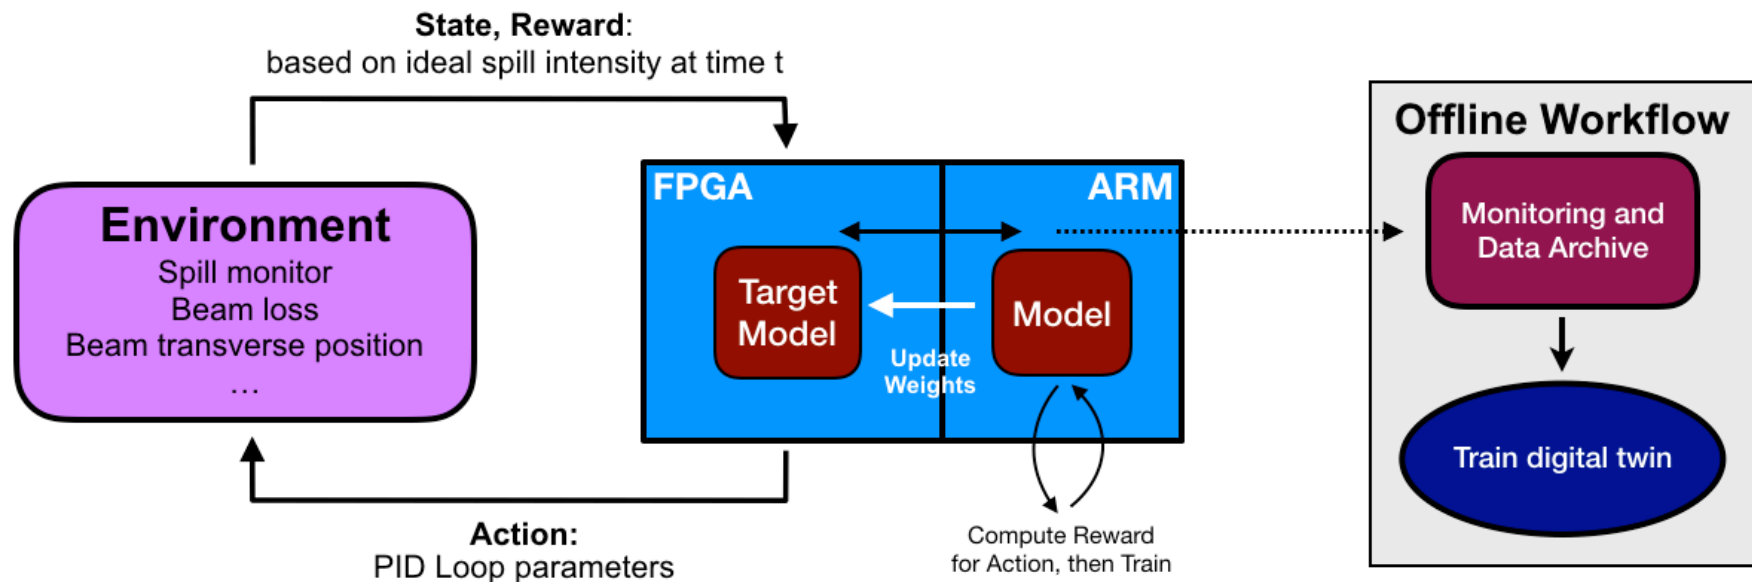 State, Reward:
based on ideal spill intensity at time t
Environment
Spill monitor
Beam loss
Beam transverse position
...
FPGA
ARM
Target
Model
Model
Update
Weights
Compute Reward
for Action, then Train
Action:
PID Loop parameters
Offline Workflow
Monitoring and
Data Archive
Train digital twin